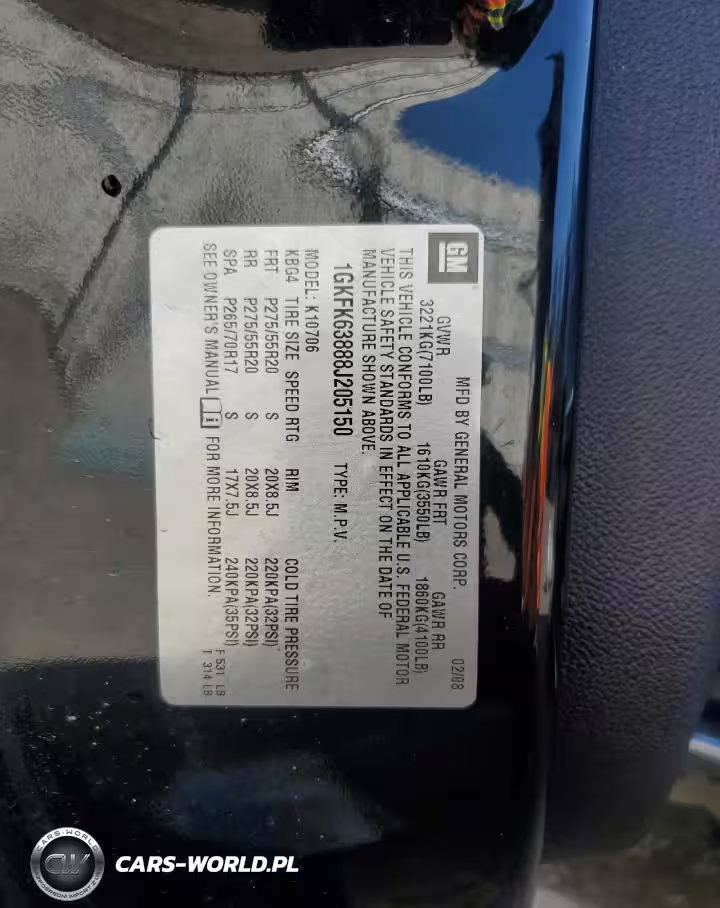 GM
MFD BY GENERAL MOTORS CORP. 02/08
GVWR GAWR FRT GAWR RR
3221KG(7100LB) 1610KG(3550LB) 1860KG(4100LB)
THIS VEHICLE CONFORMS TO ALL APPLICABLE U.S. FEDERAL MOTOR
VEHICLE SAFETY STANDARDS IN EFFECT ON THE DATE OF
MANUFACTURE SHOWN ABOVE.
1GKFK63888J205150 TYPE: M.P.V.
MODEL: K10706
KBG4 TIRE SIZE SPEED RTG RIM COLD TIRE PRESSURE
FRT P275/55R20 S 20X8.5J 220KPA(32PSI)
RR P275/55R20 S 20X8.5J 220KPA(32PSI)
SPA P265/70R17 S 17X7.5J 240KPA(35PSI)
SEE OWNER'S MANUAL i FOR MORE INFORMATION.
F 531 LB
T 314 LB
CARS-WORLD
CW
CARS-WORLD.PL